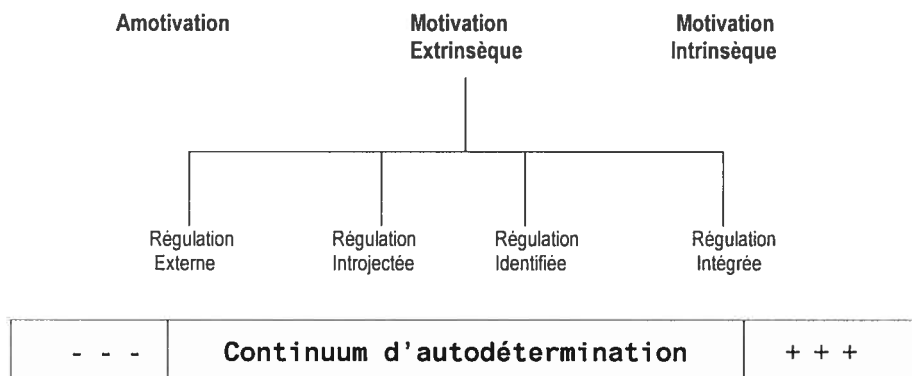 Amotivation
Motivation
Extrinsèque
Motivation
Intrinsèque
Régulation
Externe
Régulation
Introjectée
Régulation
Identifiée
Régulation
Intégrée
- - -
Continuum d'autodétermination
+ + +